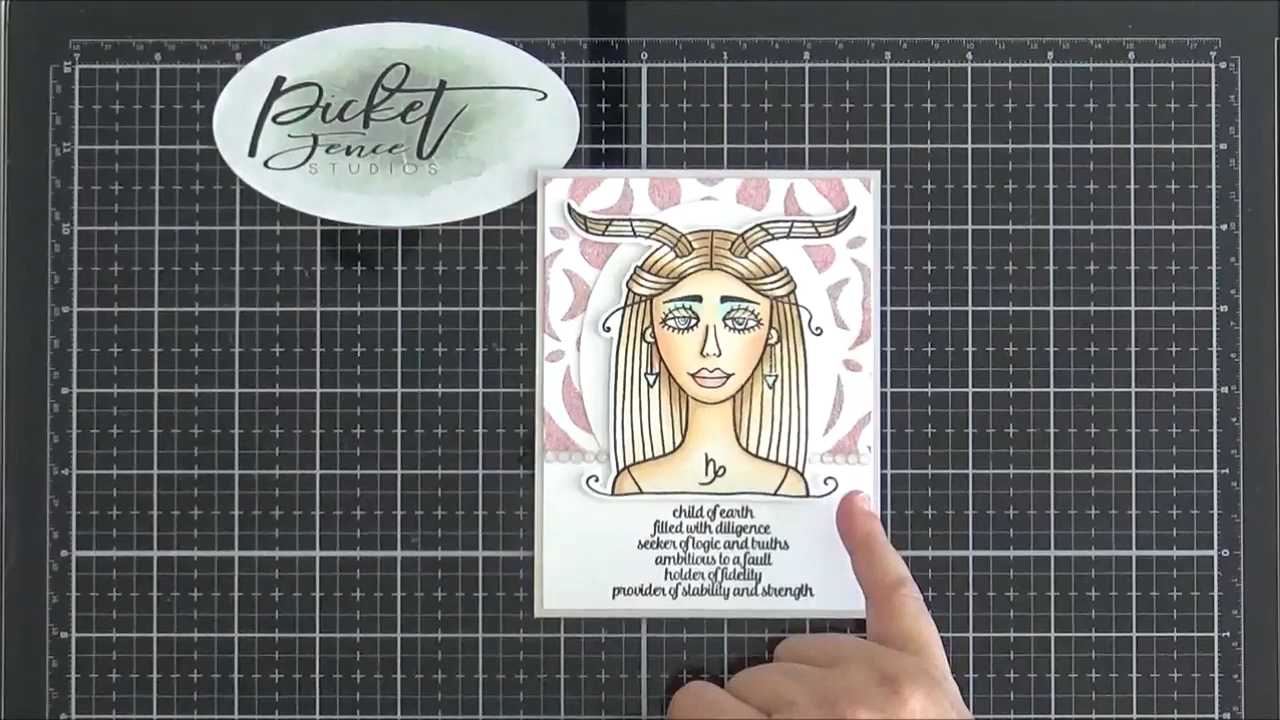 Picket
Fence
STUDIOS
child of earth
filled with diligence
seeker of logic and truths
ambitious to a fault
holder of fidelity
provider of stability and strength